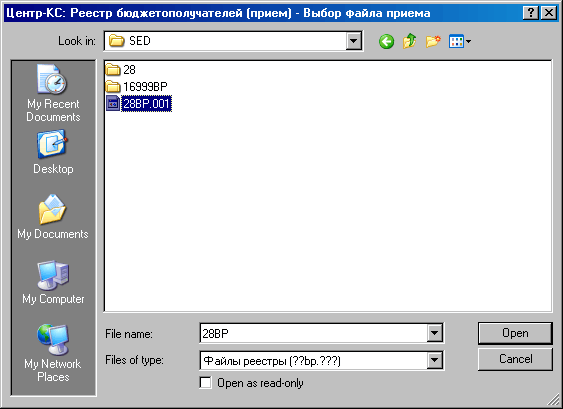 Центр-КС: Реестр бюджетополучателей (прием) - Выбор файла приема
Look in:
SED
28
16999BP
28BP.001
My Recent
Documents
Desktop
My Documents
My Computer
My Network
Places
File name:
28BP
Open
Files of type:
Файлы реестры (??bp.???)
Cancel
Open as read-only